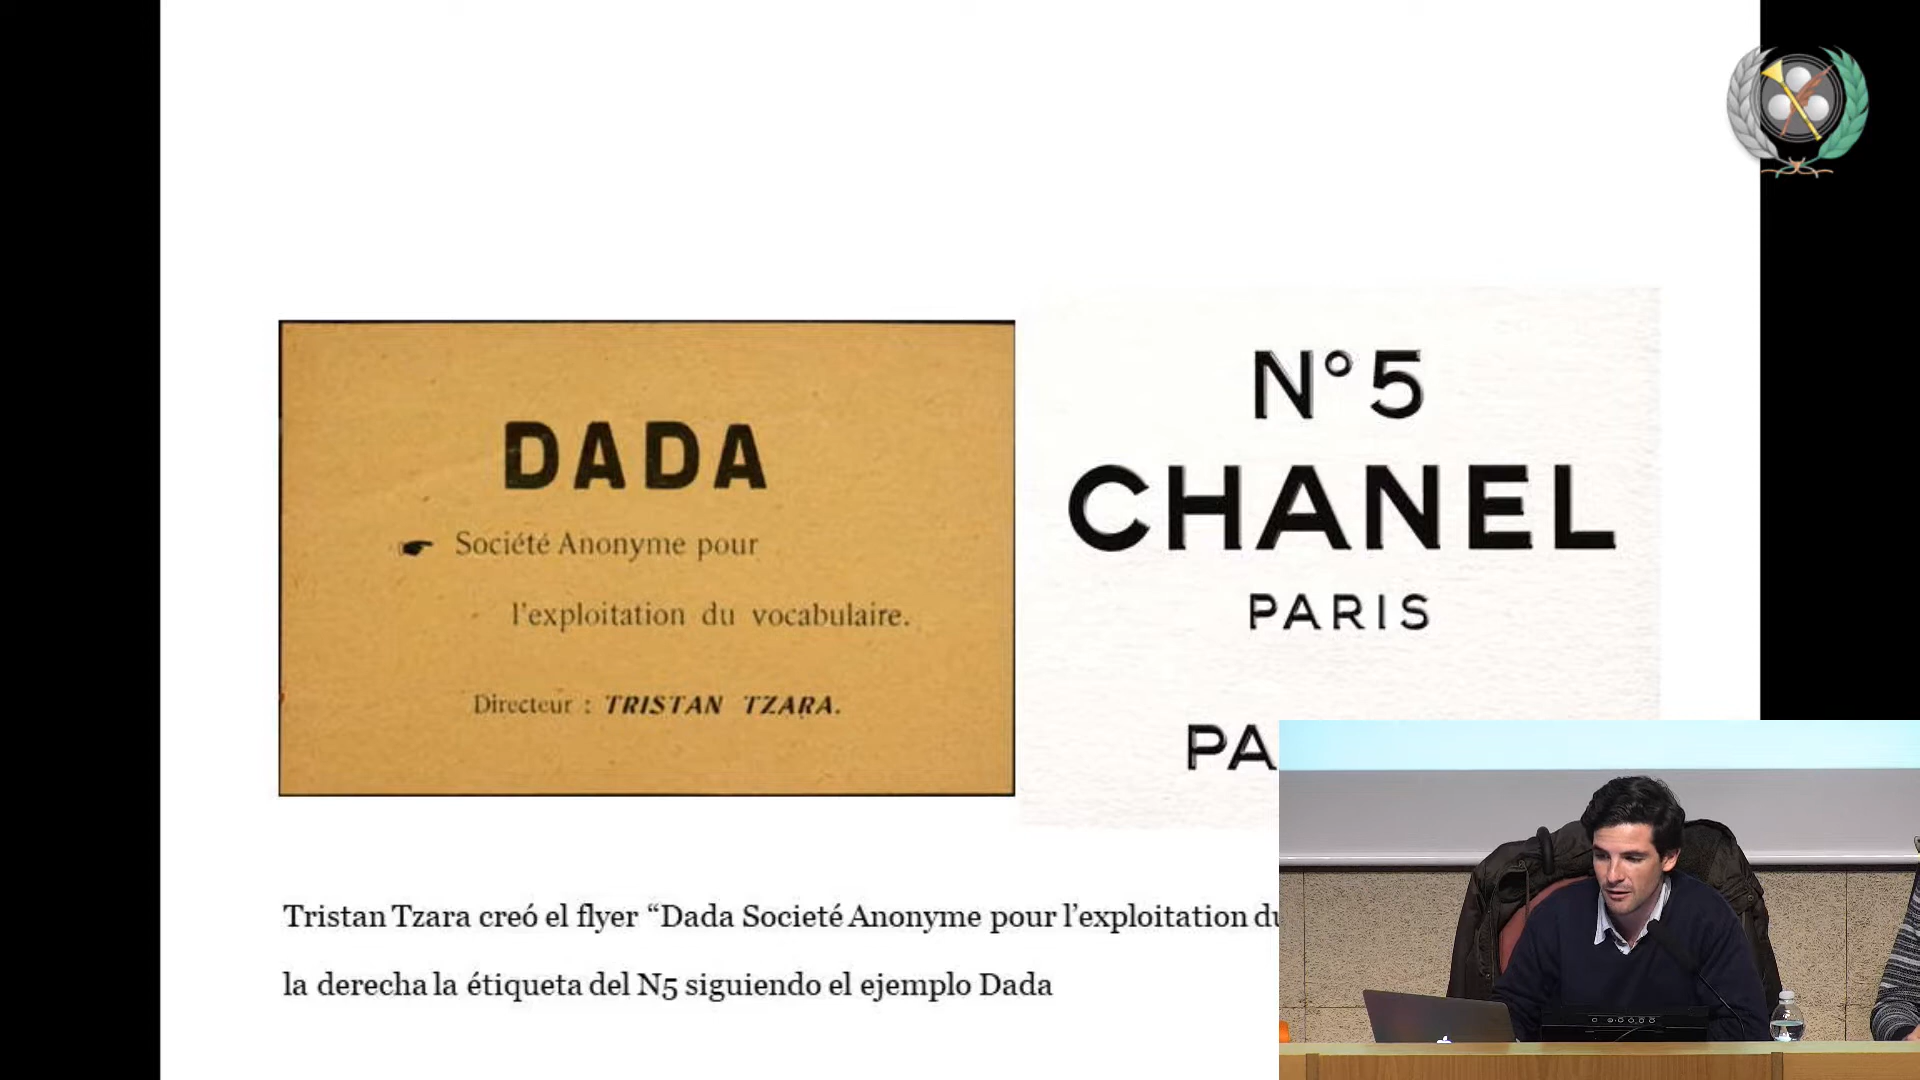 DADA
Société Anonyme pour
l'exploitation du vocabulaire.
Directeur : TRISTAN TZARA.
N°5
CHANEL
PARIS
PA
Tristan Tzara creó el flyer “Dada Societé Anonyme pour l’exploitation du
la derecha la étiqueta del N5 siguiendo el ejemplo Dada